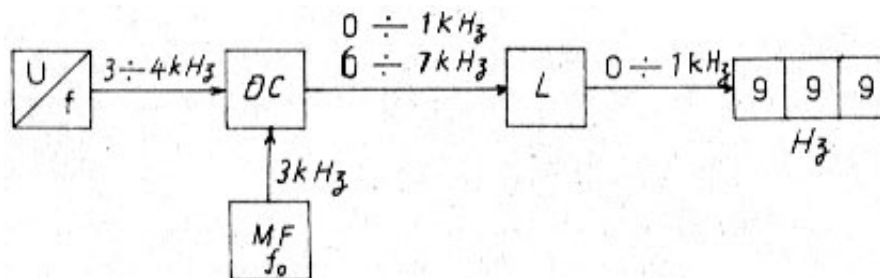 0 ÷ 1kHz
6 ÷ 7kHz
U
f
3÷4kHz
DC
L
0 ÷ 1kHz
9 9 9
Hz
3kHz
MF
f₀